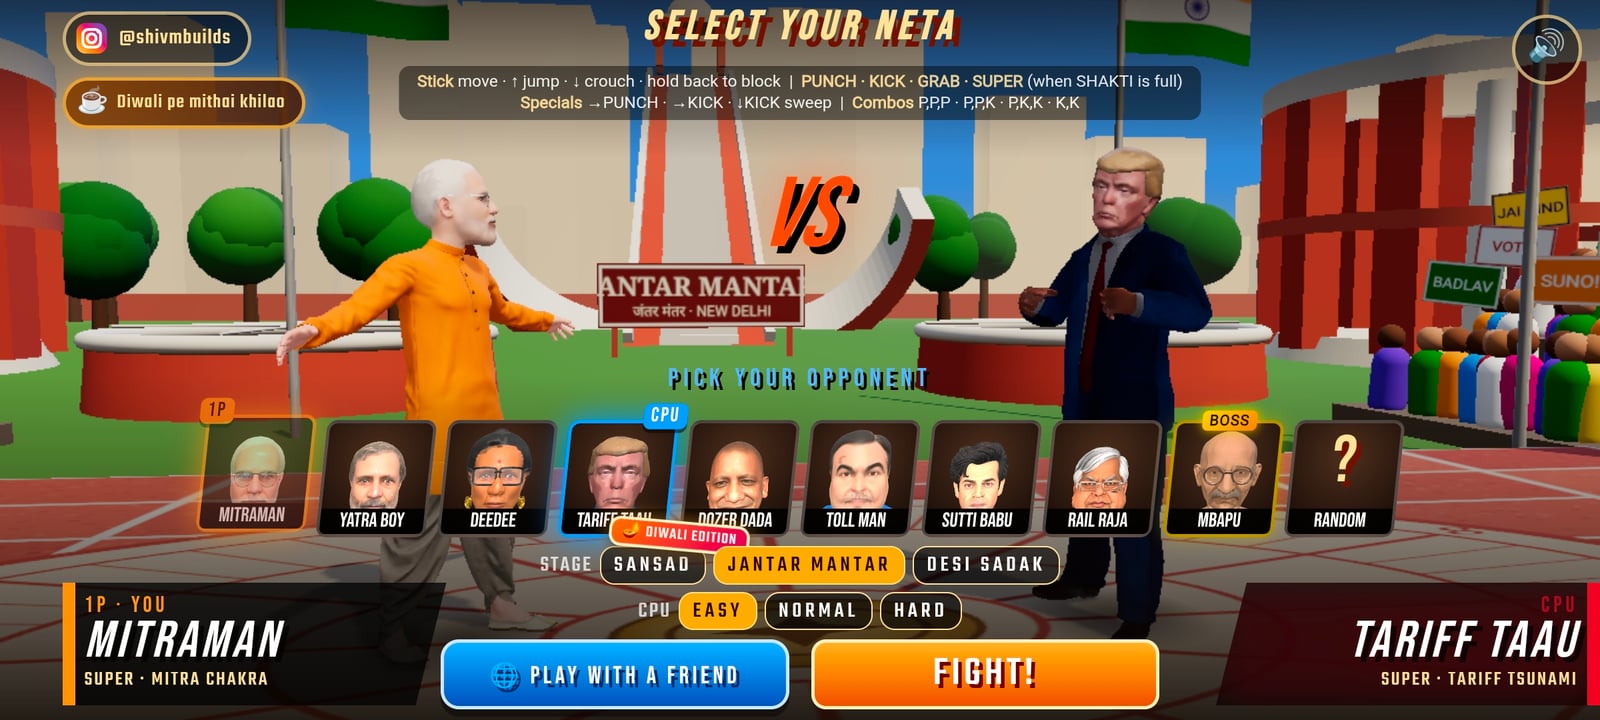 @shivmbuilds
SELECT YOUR NETA
Diwali pe mithai khilao
Stick move · ↑ jump · ↓ crouch · hold back to block | PUNCH · KICK · GRAB · SUPER (when SHAKTI is full)
Specials →PUNCH · →KICK · ↓KICK sweep | Combos P,P,P · P,P,K · P,K,K · K,K
VS
JAI
VOT
BADLAV
SUNO!
ANTAR MANTA
जंतर मंतर · NEW DELHI
PICK YOUR OPPONENT
1P
CPU
BOSS
?
MITRAMAN
YATRA BOY
DEEDEE
TARIFF TAAU
DOZER DADA
TOLL MAN
SUTTI BABU
RAIL RAJA
MBAPU
RANDOM
DIWALI EDITION
STAGE SANSAD JANTAR MANTAR DESI SADAK
CPU EASY NORMAL HARD
1P · YOU
MITRAMAN
SUPER · MITRA CHAKRA
PLAY WITH A FRIEND
FIGHT!
CPU
TARIFF TAAU
SUPER · TARIFF TSUNAMI